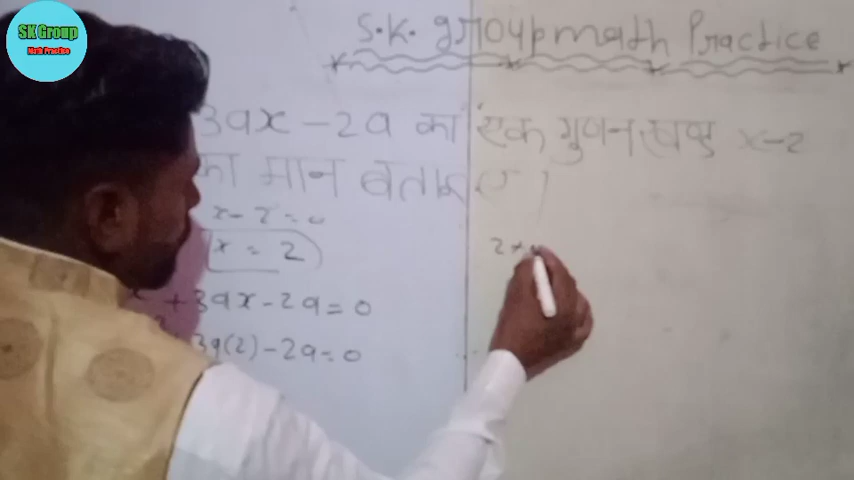 SK Group
Math Practice
S.K. group math Practice
3ax - 2a का एक गुणनखण्ड x-2
का मान बताइए।
x - 2 = 0
x = 2
+ 3ax - 2a = 0
3a(2) - 2a = 0